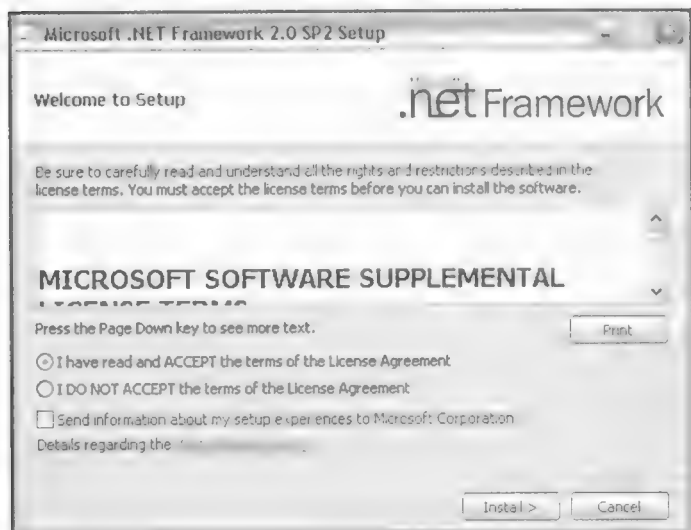 Microsoft .NET Framework 2.0 SP2 Setup
Welcome to Setup
.net Framework
Be sure to carefully read and understand all the rights and restrictions described in the
license terms. You must accept the license terms before you can install the software.
MICROSOFT SOFTWARE SUPPLEMENTAL
LICENSE TERMS
Press the Page Down key to see more text.
Print
I have read and ACCEPT the terms of the License Agreement
I DO NOT ACCEPT the terms of the License Agreement
Send information about my setup experiences to Microsoft Corporation
Details regarding the
Install >
Cancel